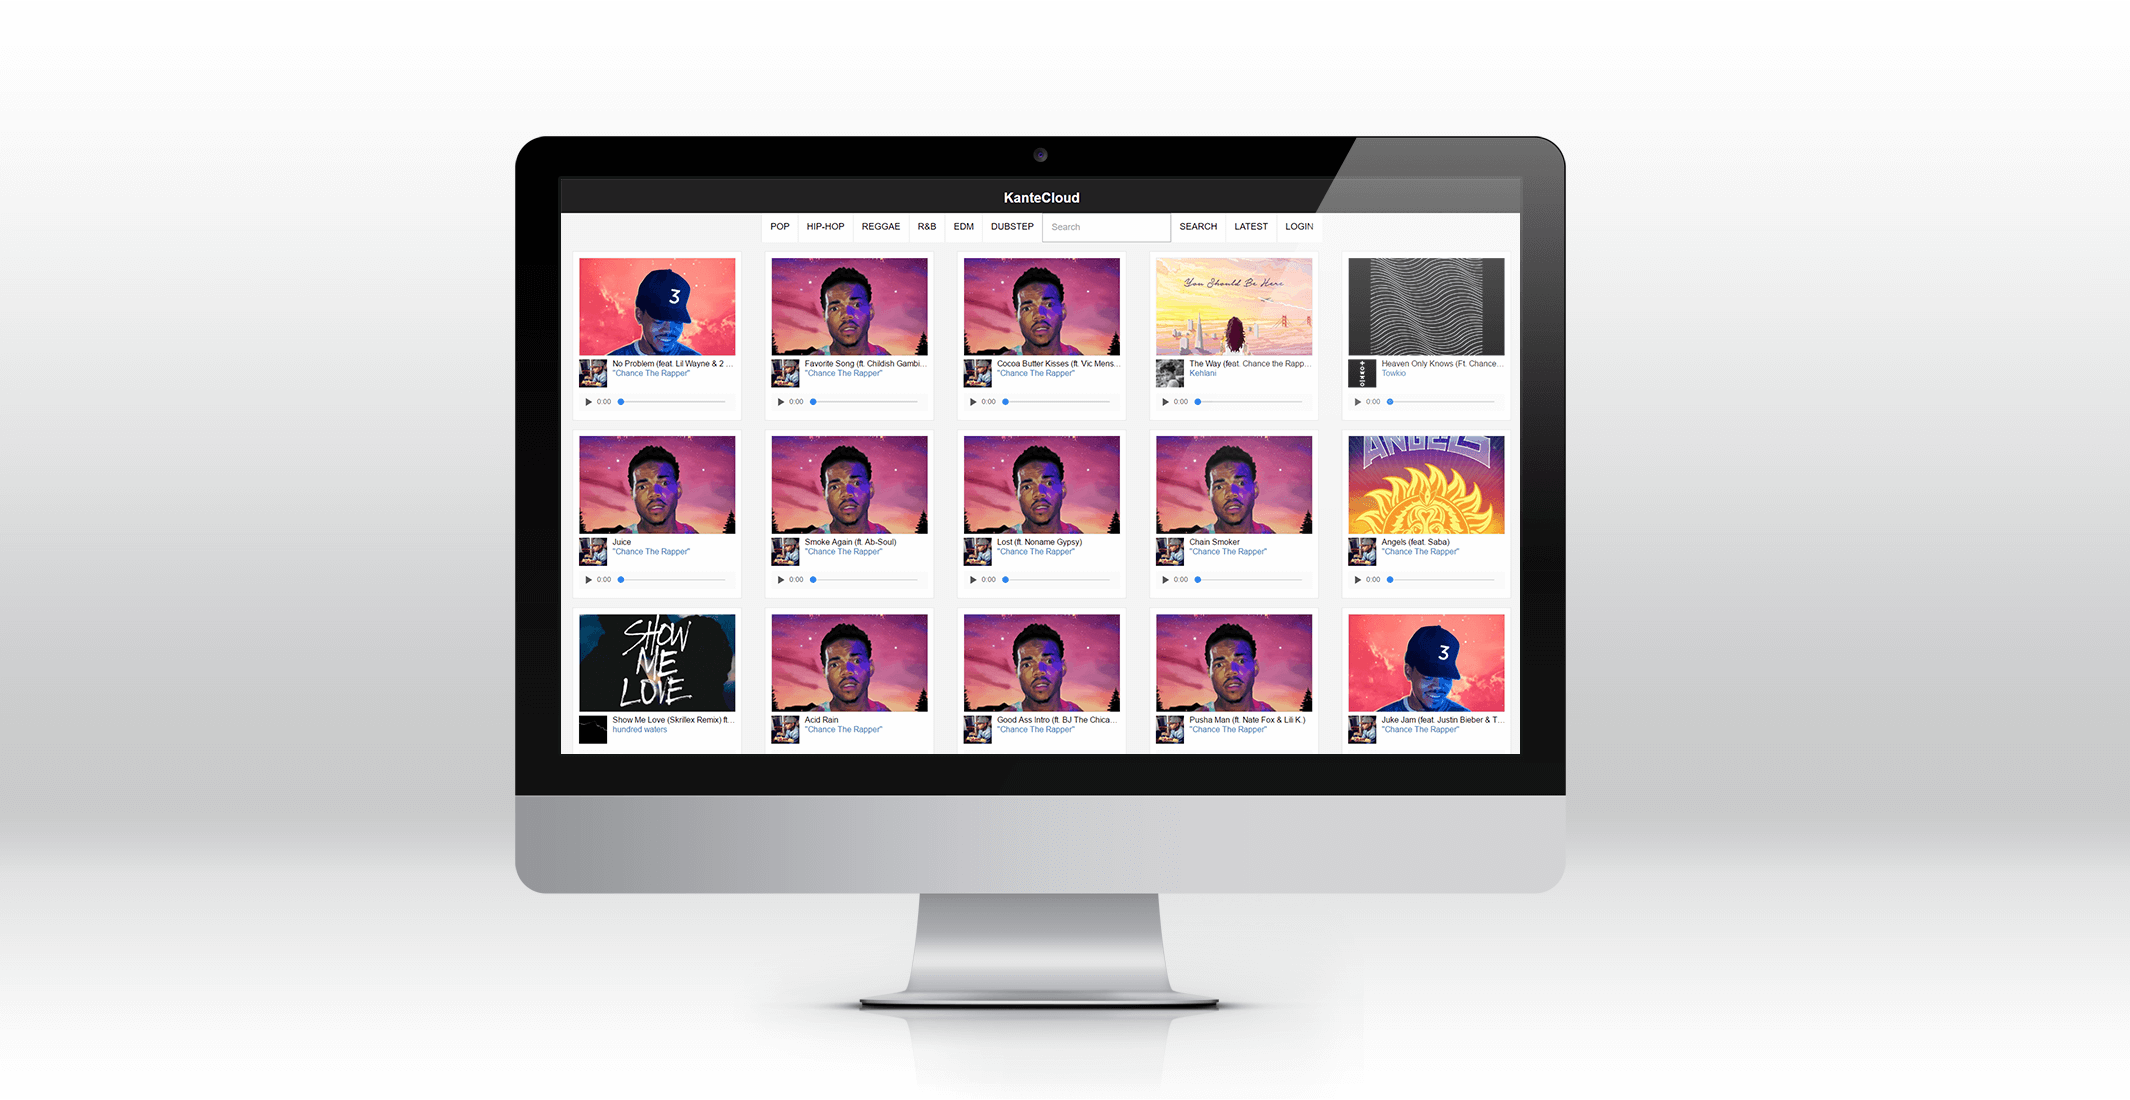 KanteCloud
POP HIP-HOP REGGAE R&B EDM DUBSTEP Search SEARCH LATEST LOGIN
3
You Should Be Here
No Problem (feat. Lil Wayne & 2 ...
"Chance The Rapper"
0:00
Favorite Song (ft. Childish Gambi...
"Chance The Rapper"
0:00
Cocoa Butter Kisses (ft. Vic Mens...
"Chance The Rapper"
0:00
The Way (feat. Chance the Rapp...
Kehlani
0:00
Heaven Only Knows (Ft. Chance...
Towkio
0:00
ANGELS
Juice
"Chance The Rapper"
0:00
Smoke Again (ft. Ab-Soul)
"Chance The Rapper"
0:00
Lost (ft. Noname Gypsy)
"Chance The Rapper"
0:00
Chain Smoker
"Chance The Rapper"
0:00
Angels (feat. Saba)
"Chance The Rapper"
0:00
SHOW
ME
LOVE
3
Show Me Love (Skrillex Remix) ft...
hundred waters
Acid Rain
"Chance The Rapper"
Good Ass Intro (ft. BJ The Chica...
"Chance The Rapper"
Pusha Man (ft. Nate Fox & Lili K.)
"Chance The Rapper"
Juke Jam (feat. Justin Bieber & T...
"Chance The Rapper"